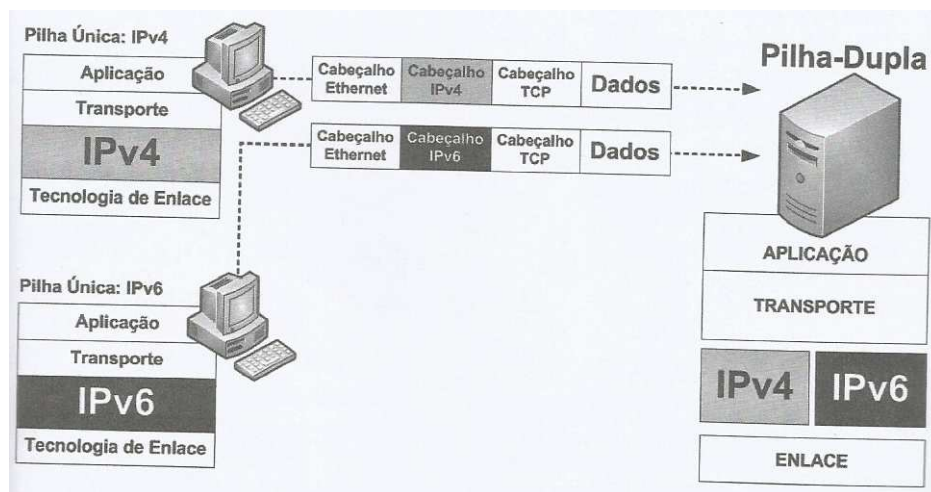 Pilha Única: IPv4
Aplicação
Transporte
IPv4
Tecnologia de Enlace
Cabeçalho Ethernet
Cabeçalho IPv4
Cabeçalho TCP
Dados
Cabeçalho Ethernet
Cabeçalho IPv6
Cabeçalho TCP
Dados
Pilha Única: IPv6
Aplicação
Transporte
IPv6
Tecnologia de Enlace
Pilha-Dupla
APLICAÇÃO
TRANSPORTE
IPv4 IPv6
ENLACE